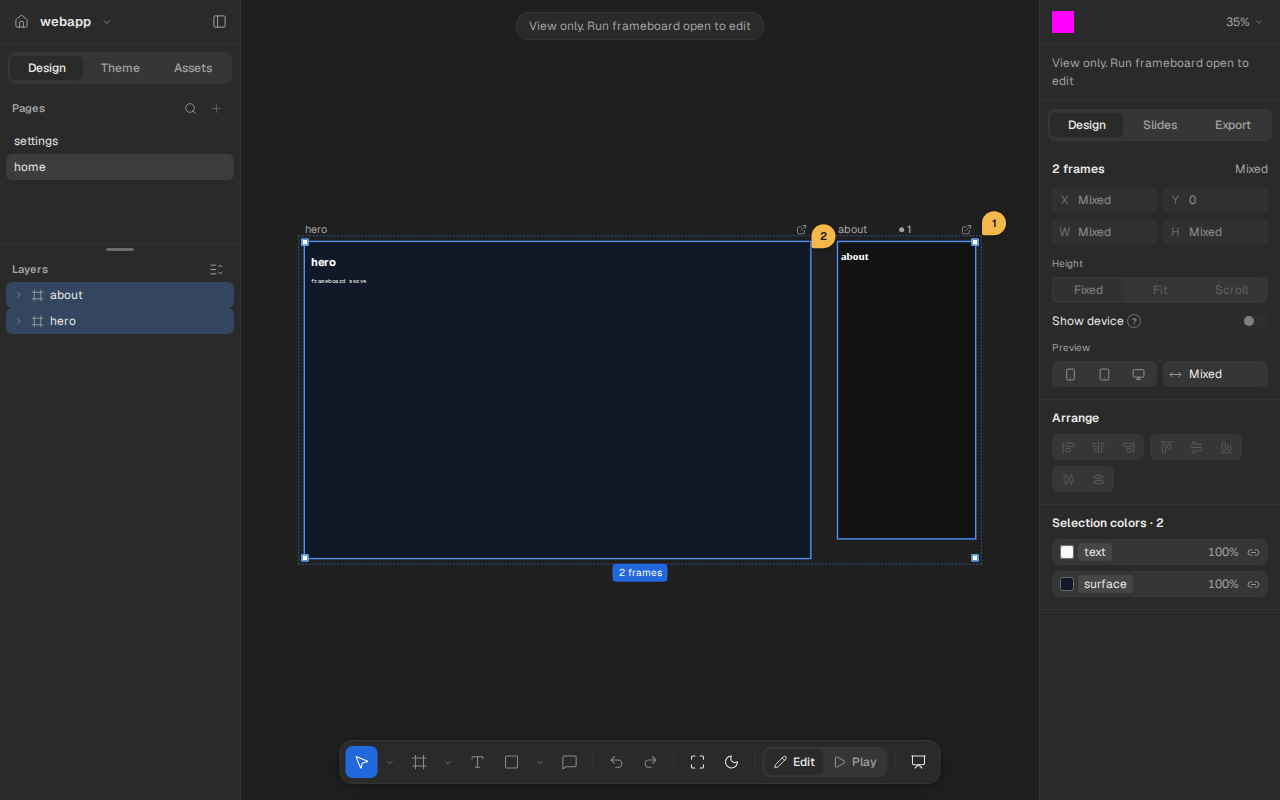 webapp
Design Theme Assets
Pages
settings
home
Layers
about
hero
View only. Run frameboard open to edit
hero
2
about
1
1
hero
frameboard serve
about
2 frames
Edit Play
35%
View only. Run frameboard open to
edit
Design Slides Export
2 frames Mixed
X Mixed Y 0
W Mixed H Mixed
Height
Fixed Fit Scroll
Show device ?
Preview
Mixed
Arrange
Selection colors · 2
text 100%
surface 100%